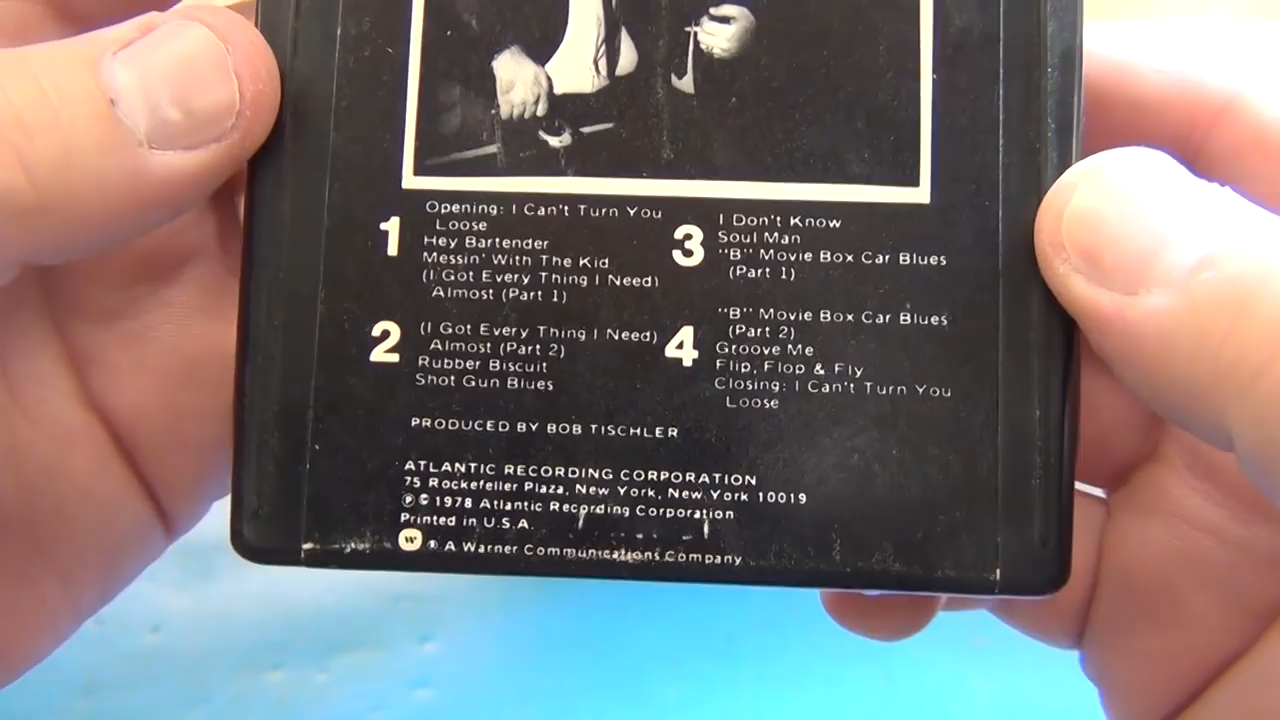 1
Opening: I Can't Turn You
Loose
Hey Bartender
Messin' With The Kid
(I Got Every Thing I Need)
Almost (Part 1)
2
(I Got Every Thing I Need)
Almost (Part 2)
Rubber Biscuit
Shot Gun Blues
3
I Don't Know
Soul Man
"B" Movie Box Car Blues
(Part 1)
4
"B" Movie Box Car Blues
(Part 2)
Groove Me
Flip, Flop & Fly
Closing: I Can't Turn You
Loose
PRODUCED BY BOB TISCHLER
ATLANTIC RECORDING CORPORATION
75 Rockefeller Plaza, New York, New York 10019
℗ © 1978 Atlantic Recording Corporation
Printed in U.S.A.
W ® A Warner Communications Company